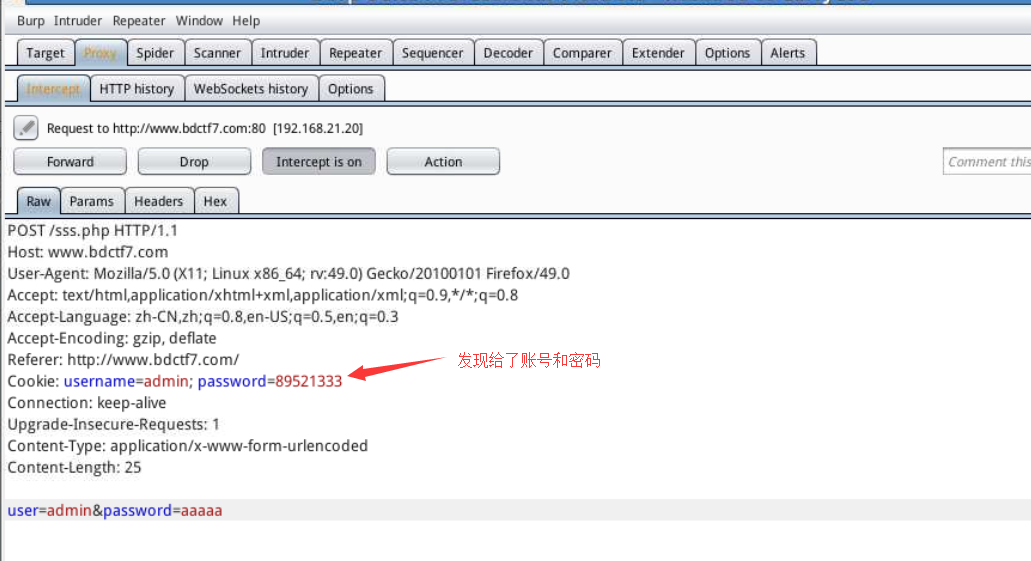 Burp Intruder Repeater Window Help
Target Proxy Spider Scanner Intruder Repeater Sequencer Decoder Comparer Extender Options Alerts
Intercept HTTP history WebSockets history Options
Request to http://www.bdctf7.com:80 [192.168.21.20]
Forward Drop Intercept is on Action Comment this
Raw Params Headers Hex
POST /sss.php HTTP/1.1
Host: www.bdctf7.com
User-Agent: Mozilla/5.0 (X11; Linux x86_64; rv:49.0) Gecko/20100101 Firefox/49.0
Accept: text/html,application/xhtml+xml,application/xml;q=0.9,*/*;q=0.8
Accept-Language: zh-CN,zh;q=0.8,en-US;q=0.5,en;q=0.3
Accept-Encoding: gzip, deflate
Referer: http://www.bdctf7.com/
发现给了账号和密码
Cookie: username=admin; password=89521333
Connection: keep-alive
Upgrade-Insecure-Requests: 1
Content-Type: application/x-www-form-urlencoded
Content-Length: 25
user=admin&password=aaaaa